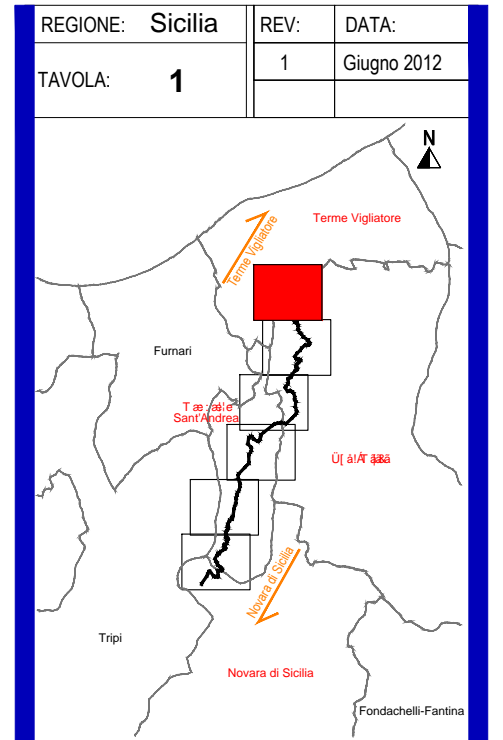 REGIONE: Sicilia
REV: DATA:
TAVOLA: 1
1 Giugno 2012
N
Terme Vigliatore
Terme Vigliatore
Furnari
Sant'Andrea
Novara di Sicilia
Tripi
Novara di Sicilia
Fondachelli-Fantina